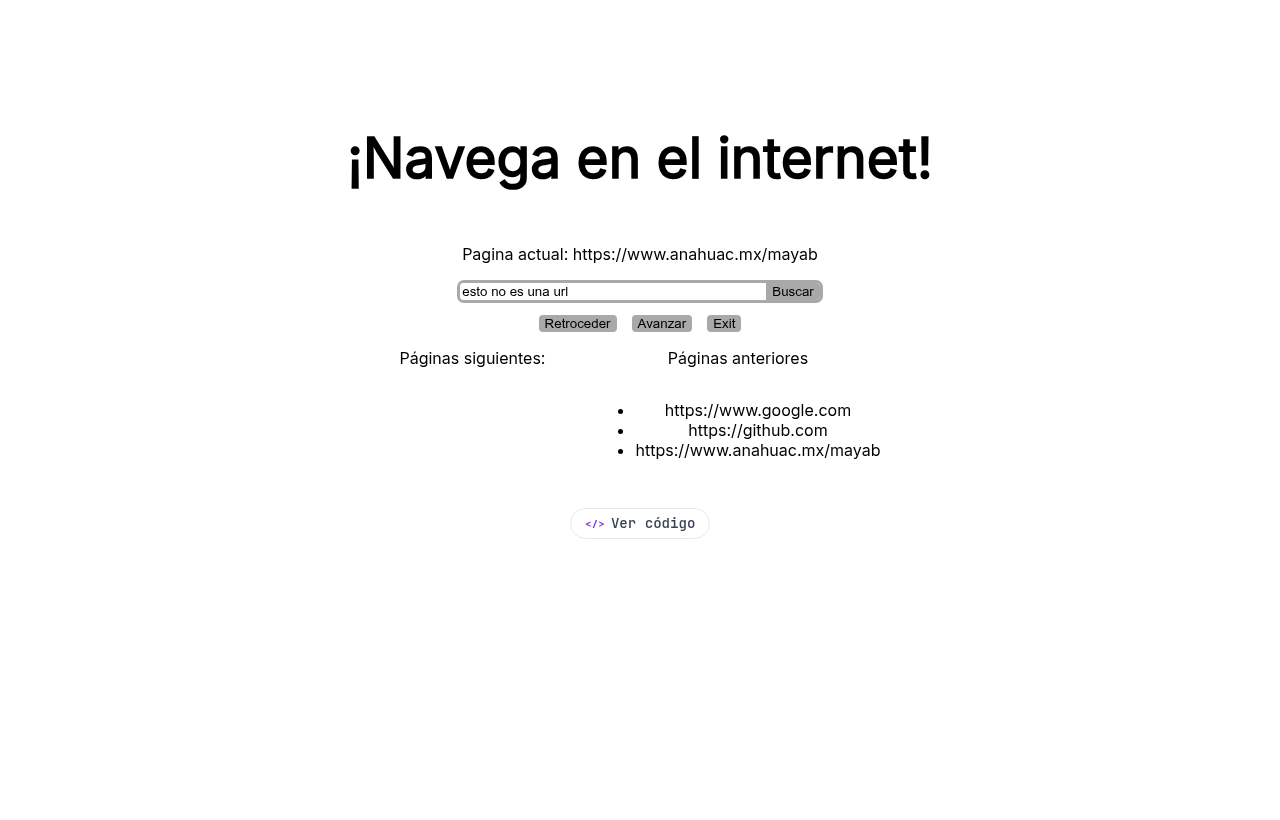 ¡Navega en el internet!
Pagina actual: https://www.anahuac.mx/mayab
esto no es una url Buscar
Retroceder Avanzar Exit
Páginas siguientes:
Páginas anteriores
https://www.google.com
https://github.com
https://www.anahuac.mx/mayab
</> Ver código